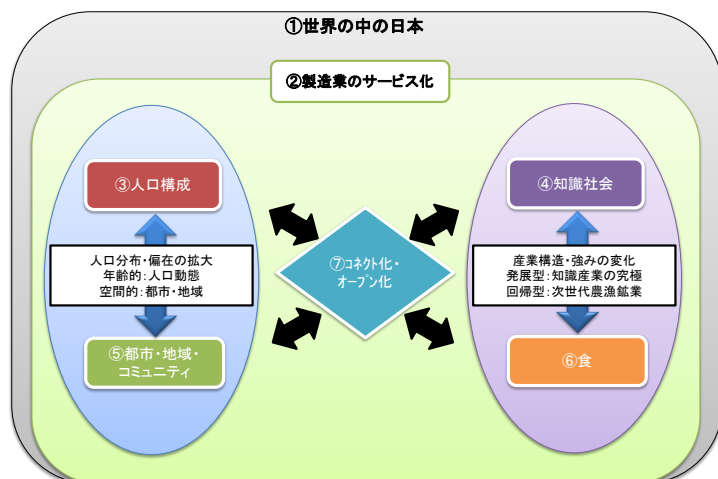 ①世界の中の日本
②製造業のサービス化
③人口構成
④知識社会
人口分布・偏在の拡大
年齢的:人口動態
空間的:都市・地域
⑦コネクト化・
オープン化
産業構造・強みの変化
発展型:知識産業の究極
回帰型:次世代農漁鉱業
⑤都市・地域・
コミュニティ
⑥食